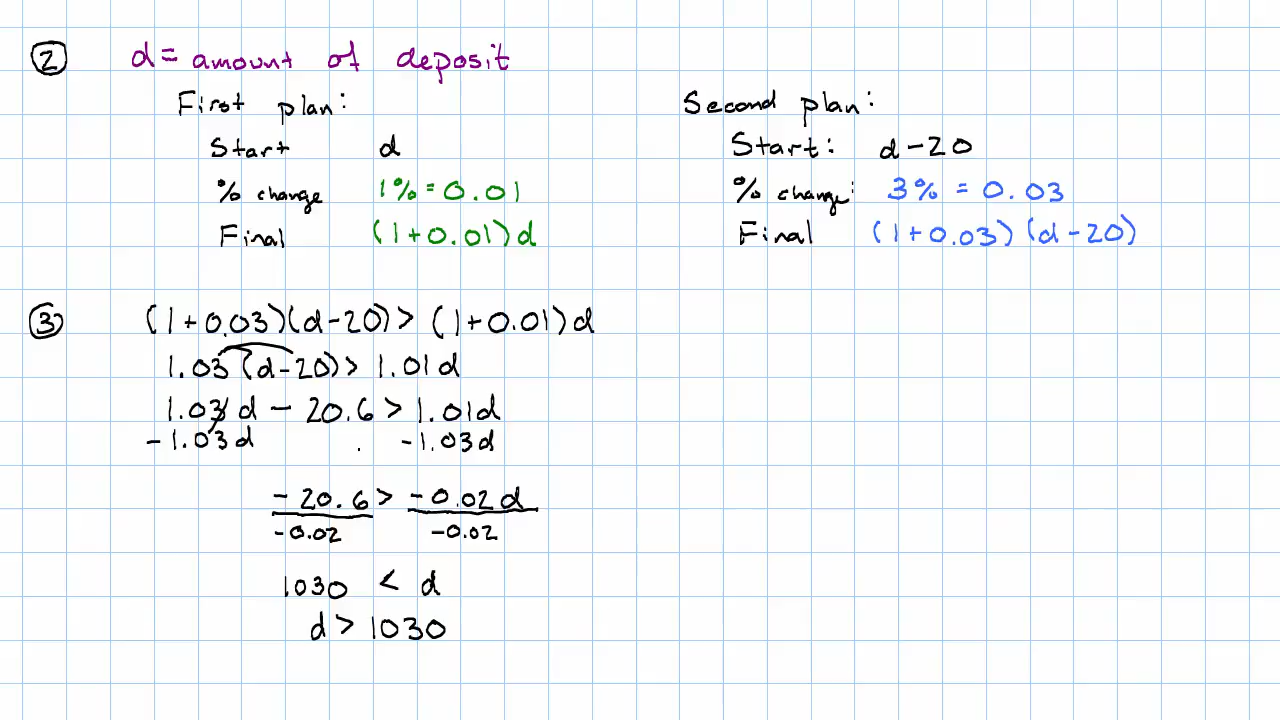 ② d = amount of deposit
First plan:
Start d
% change 1% = 0.01
Final (1+0.01)d
Second plan:
Start: d-20
% change: 3% = 0.03
Final (1+0.03)(d-20)
③ (1+0.03)(d-20) > (1+0.01)d
1.03(d-20) > 1.01d
1.03d - 20.6 > 1.01d
-1.03d -1.03d
-20.6 > -0.02d
-0.02 -0.02
1030 < d
d > 1030